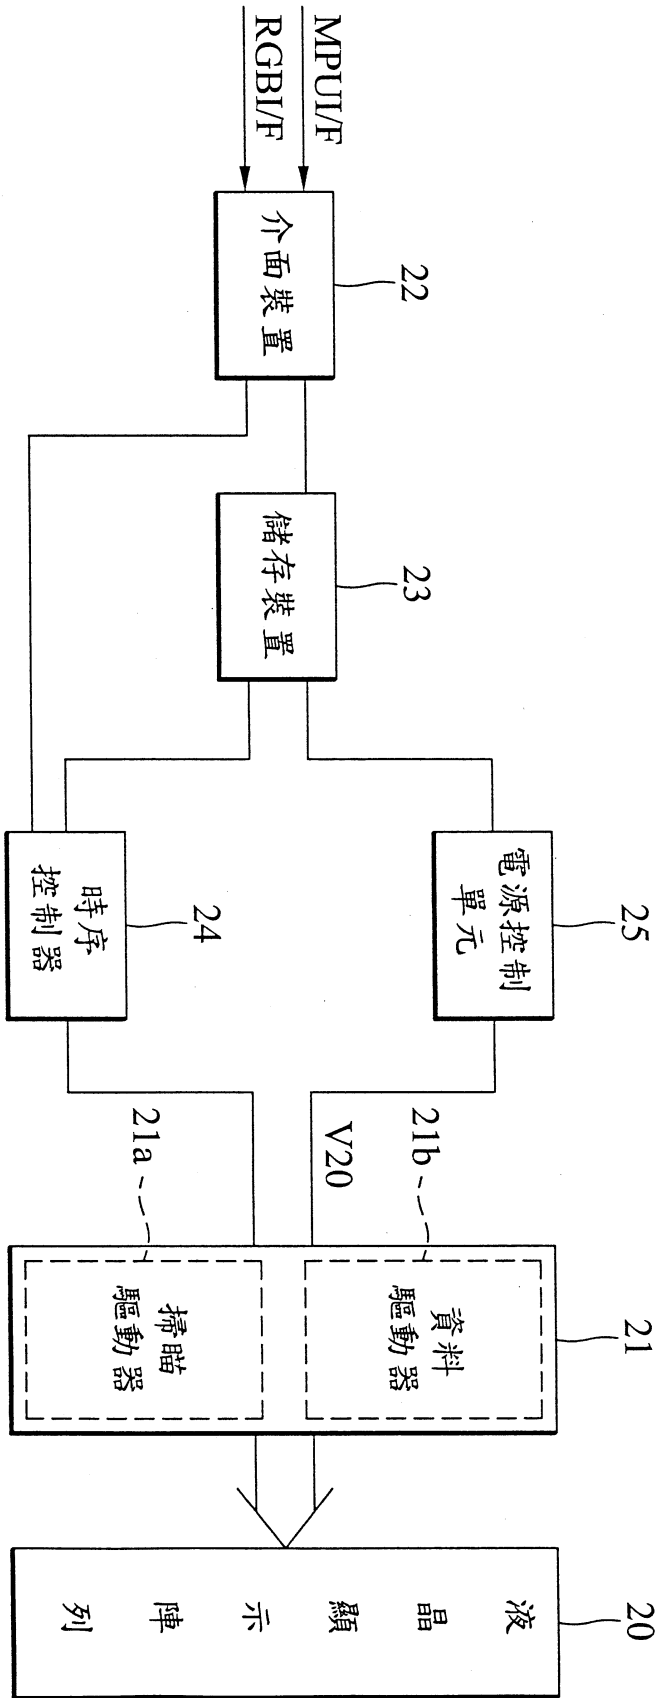 MPUI/F
RGBI/F
介面裝置
22
儲存裝置
23
時序
控制器
24
電源控制
單元
25
V20
21a
21b
掃瞄
驅動器
資料
驅動器
21
液晶顯示陣列
20